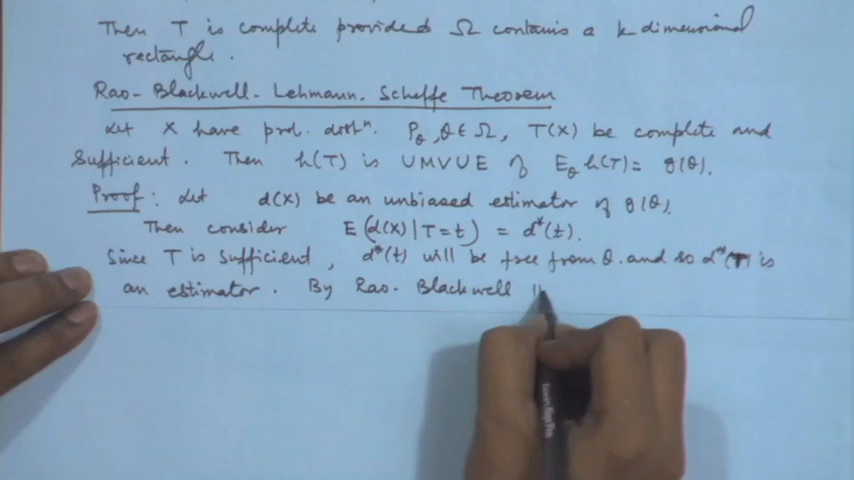 Then T is complete provided Ω contains a k dimensional
rectangle.
Rao-Blackwell-Lehmann-Scheffe Theorem
Let X have prob. distⁿ. P_θ, θ ∈ Ω, T(X) be complete and
Sufficient. Then h(T) is UMVUE of E_θ h(T) = g(θ).
Proof: Let d(X) be an unbiased estimator of g(θ).
Then consider E(d(X)|T=t) = d*(t).
Since T is sufficient, d*(t) will be free from θ and so d*(T) is
an estimator. By Rao-Blackwell